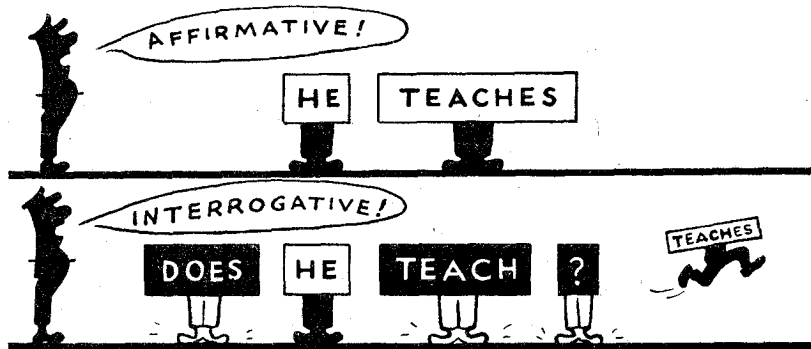 AFFIRMATIVE!
HE TEACHES
INTERROGATIVE!
DOES HE TEACH ? TEACHES